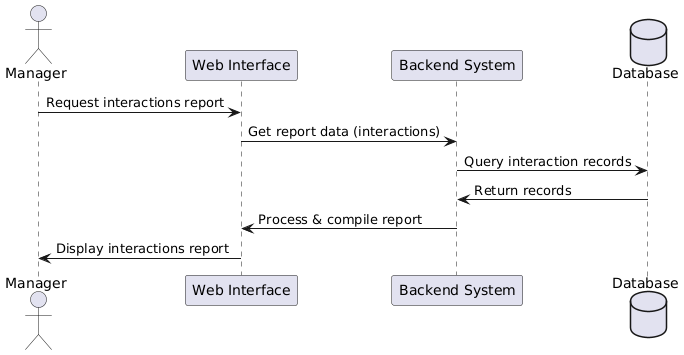 Manager
Web Interface
Backend System
Database
Request interactions report
Get report data (interactions)
Query interaction records
Return records
Process & compile report
Display interactions report
Manager
Web Interface
Backend System
Database